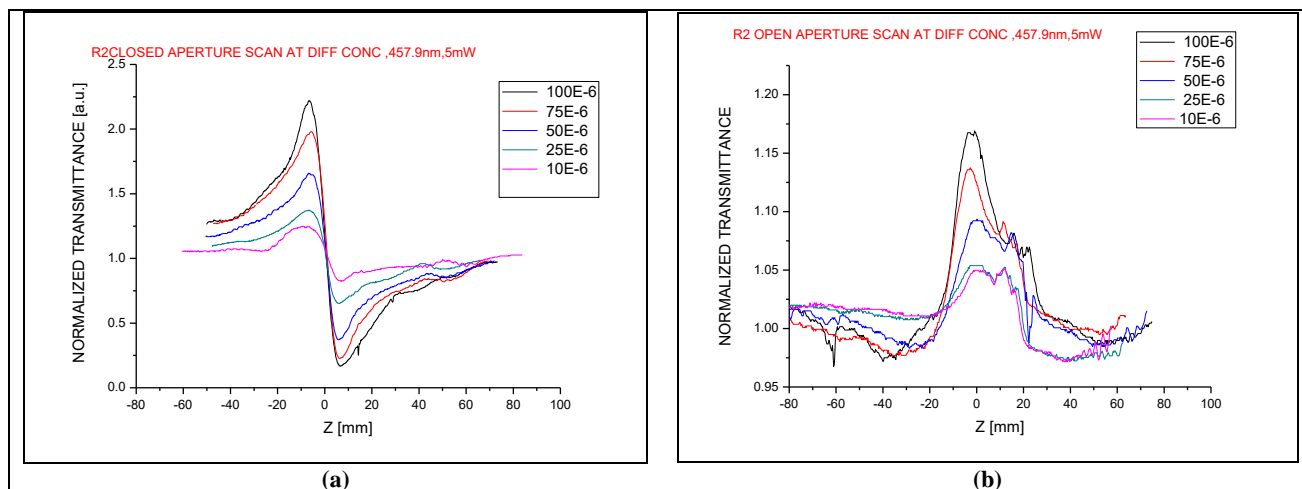 R2CLOSED APERTURE SCAN AT DIFF CONC ,457.9nm,5mW
2.5
2.0
1.5
1.0
0.5
0.0
NORMALIZED TRANSMITTANCE [a.u.]
-80 -60 -40 -20 0 20 40 60 80 100
Z [mm]
100E-6
75E-6
50E-6
25E-6
10E-6
(a)
R2 OPEN APERTURE SCAN AT DIFF CONC ,457.9nm,5mW
1.20
1.15
1.10
1.05
1.00
0.95
NORMALIZED TRANSMITTANCE
-80 -60 -40 -20 0 20 40 60 80 100
Z [mm]
100E-6
75E-6
50E-6
25E-6
10E-6
(b)